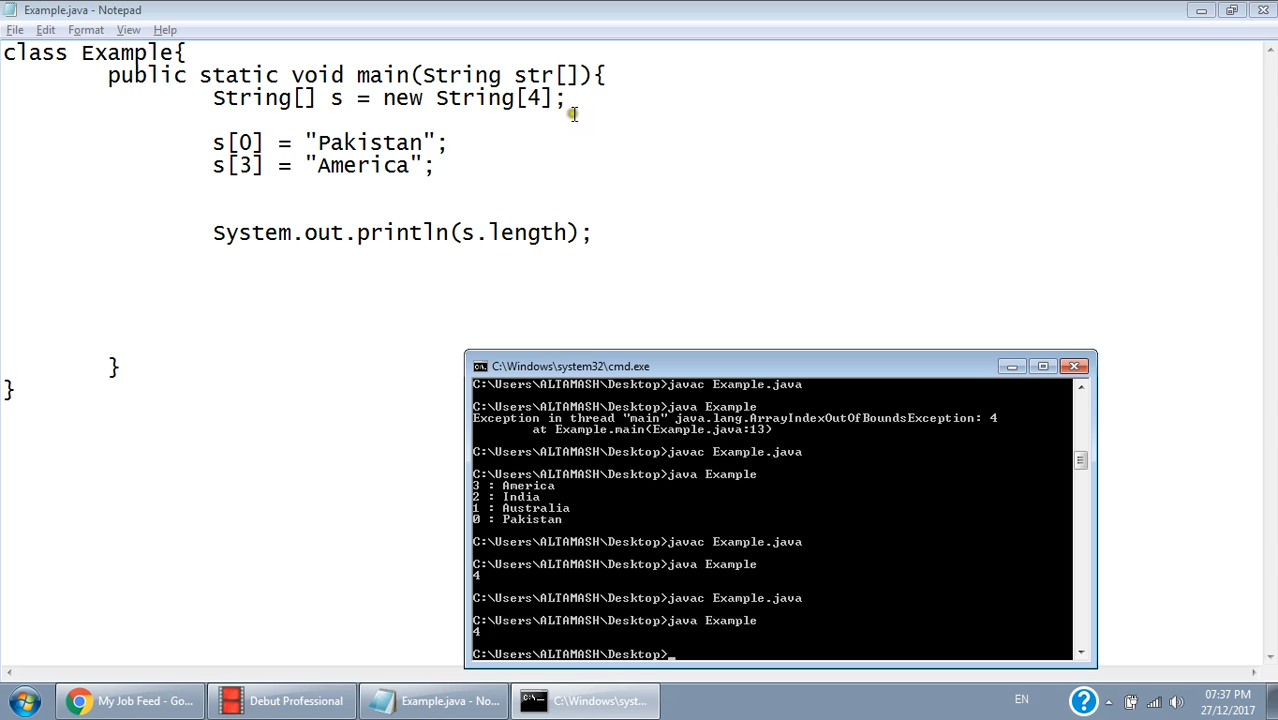 Example.java - Notepad
File Edit Format View Help
class Example{
public static void main(String str[]){
String[] s = new String[4];
s[0] = "Pakistan";
s[3] = "America";
System.out.println(s.length);
}
}
C:\Windows\system32\cmd.exe
C:\Users\ALTAMASH\Desktop>javac Example.java
C:\Users\ALTAMASH\Desktop>java Example
Exception in thread "main" java.lang.ArrayIndexOutOfBoundsException: 4
at Example.main(Example.java:13)
C:\Users\ALTAMASH\Desktop>javac Example.java
C:\Users\ALTAMASH\Desktop>java Example
3 : America
2 : India
1 : Australia
0 : Pakistan
C:\Users\ALTAMASH\Desktop>javac Example.java
C:\Users\ALTAMASH\Desktop>java Example
4
C:\Users\ALTAMASH\Desktop>javac Example.java
C:\Users\ALTAMASH\Desktop>java Example
4
C:\Users\ALTAMASH\Desktop>_
My Job Feed - Go... Debut Professional Example.java - No... C:\Windows\syst... EN 07:37 PM
27/12/2017